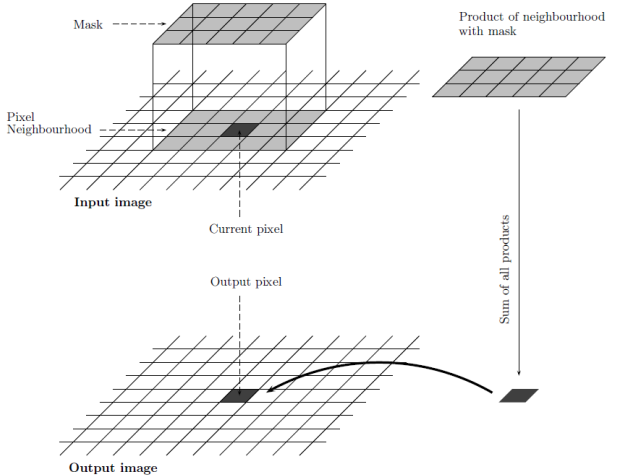 Mask
Product of neighbourhood
with mask
Pixel
Neighbourhood
Input image
Current pixel
Sum of all products
Output pixel
Output image